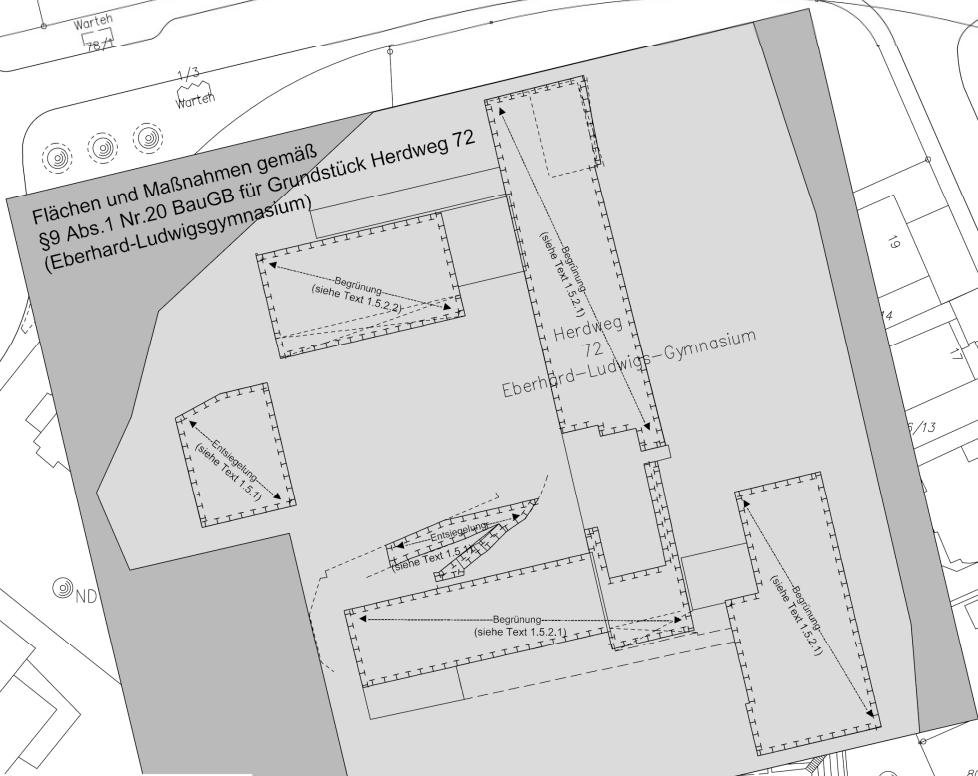 Warteh
78/1
1/3
Warteh
Flächen und Maßnahmen gemäß
§9 Abs.1 Nr.20 BauGB für Grundstück Herdweg 72
(Eberhard-Ludwigsgymnasium)
Begrünung
(siehe Text 1.5.2.2)
Begrünung
(siehe Text 1.5.2.1)
19
14
17
Herdweg
72
Eberhard-Ludwigs-Gymnasium
6/13
Entsiegelung
(siehe Text 1.5.1)
Entsiegelung
(siehe Text 1.5.1)
ND
Begrünung
(siehe Text 1.5.2.1)
Begrünung
(siehe Text 1.5.2.1)